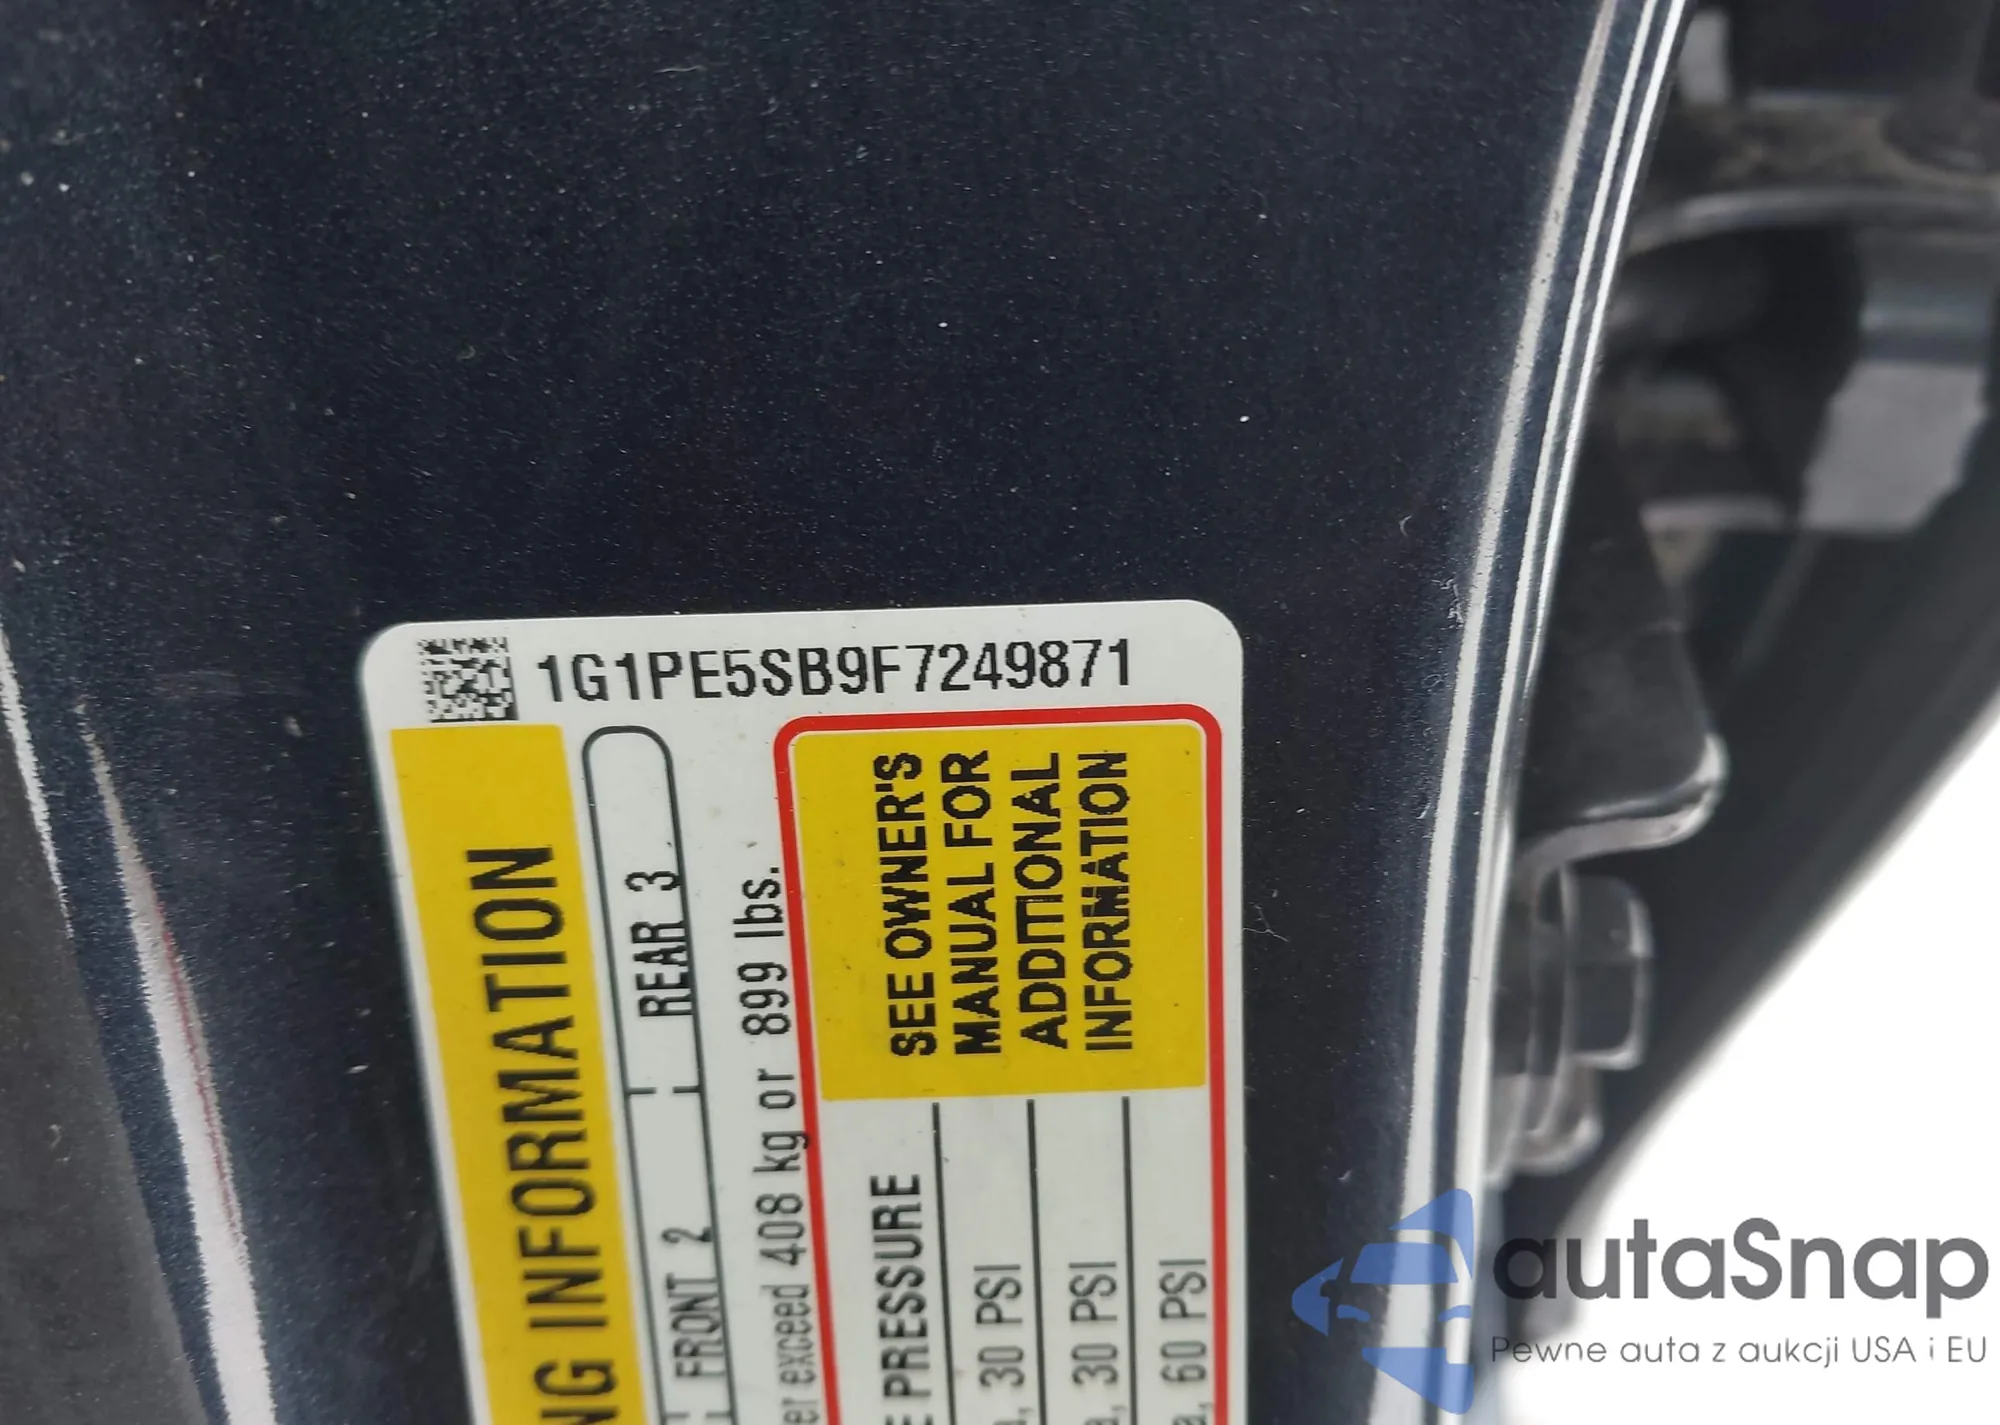 1G1PE5SB9F7249871
NG INFORMATION
FRONT 2 REAR 3
exceed 408 kg or 899 lbs.
SEE OWNER'S
MANUAL FOR
ADDITIONAL
INFORMATION
PRESSURE
30 PSI
30 PSI
60 PSI
autaSnap
Pewne auta z aukcji USA i EU